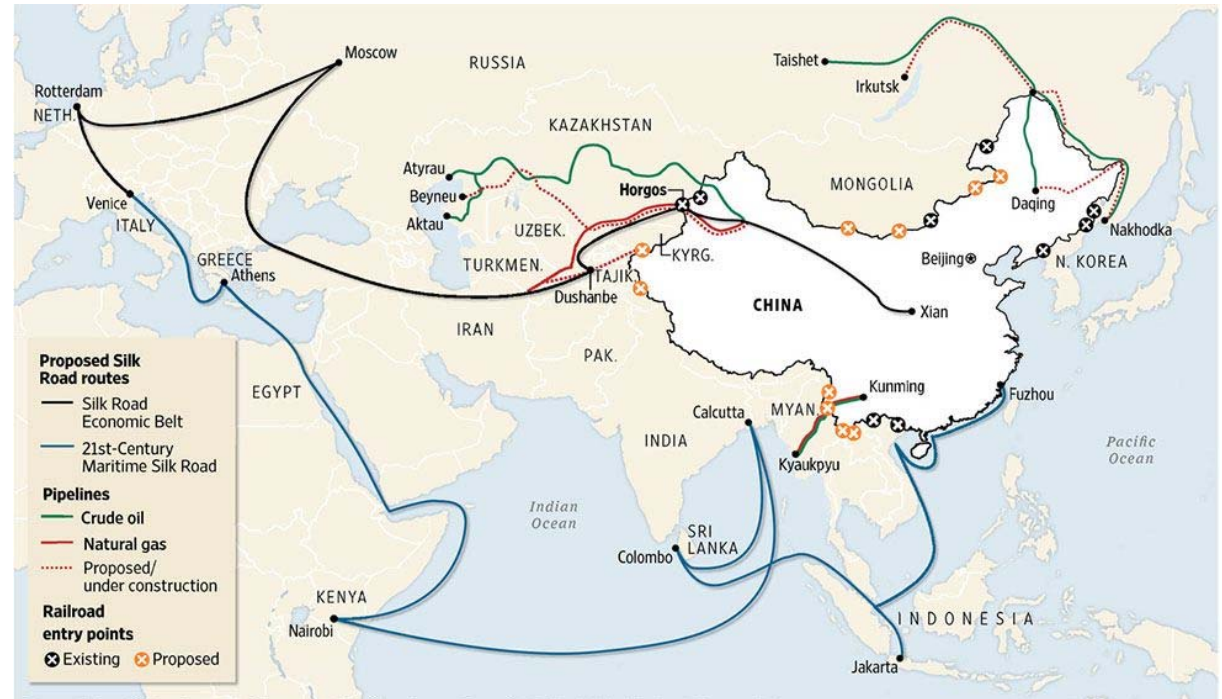 Moscow
RUSSIA
Taishet
Irkutsk
Rotterdam
NETH.
KAZAKHSTAN
Atyrau
Beyneu
Aktau
Horgos
MONGOLIA
Daqing
Nakhodka
Venice
ITALY
UZBEK.
GREECE
Athens
TURKMEN.
KYRG.
TAJIK.
Dushanbe
Beijing
N. KOREA
CHINA
Xian
IRAN
PAK.
EGYPT
Kunming
Fuzhou
Calcutta
MYAN.
INDIA
Kyaukpyu
Pacific
Ocean
Indian
Ocean
SRI
LANKA
Colombo
KENYA
Nairobi
INDONESIA
Jakarta
Proposed Silk
Road routes
Silk Road
Economic Belt
21st-Century
Maritime Silk Road
Pipelines
Crude oil
Natural gas
Proposed/
under construction
Railroad
entry points
Existing Proposed